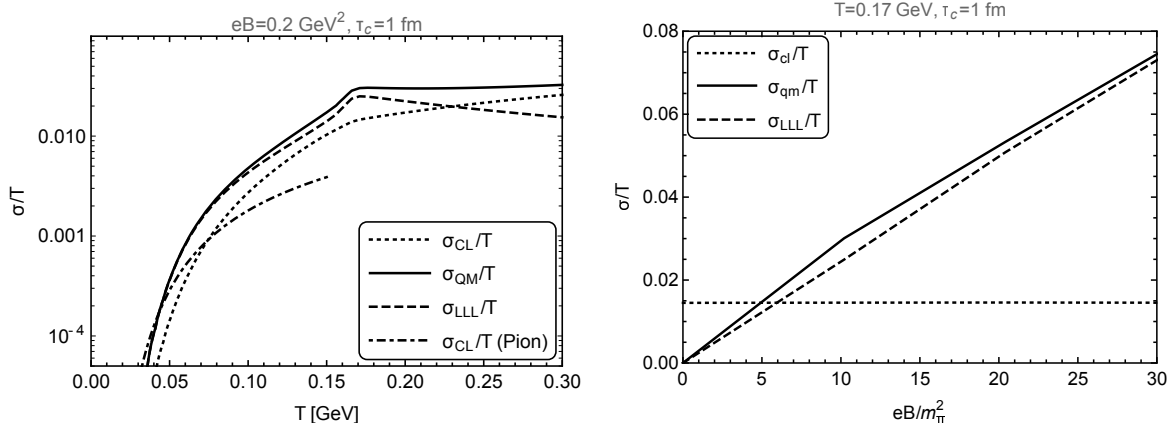 eB=0.2 GeV², τc=1 fm
σ/T
0.010
0.001
10⁻⁴
σCL/T
σQM/T
σLLL/T
σCL/T (Pion)
0.00 0.05 0.10 0.15 0.20 0.25 0.30
T [GeV]
T=0.17 GeV, τc=1 fm
σ/T
0.08
0.06
0.04
0.02
0.00
σcl/T
σqm/T
σLLL/T
0 5 10 15 20 25 30
eB/mπ²